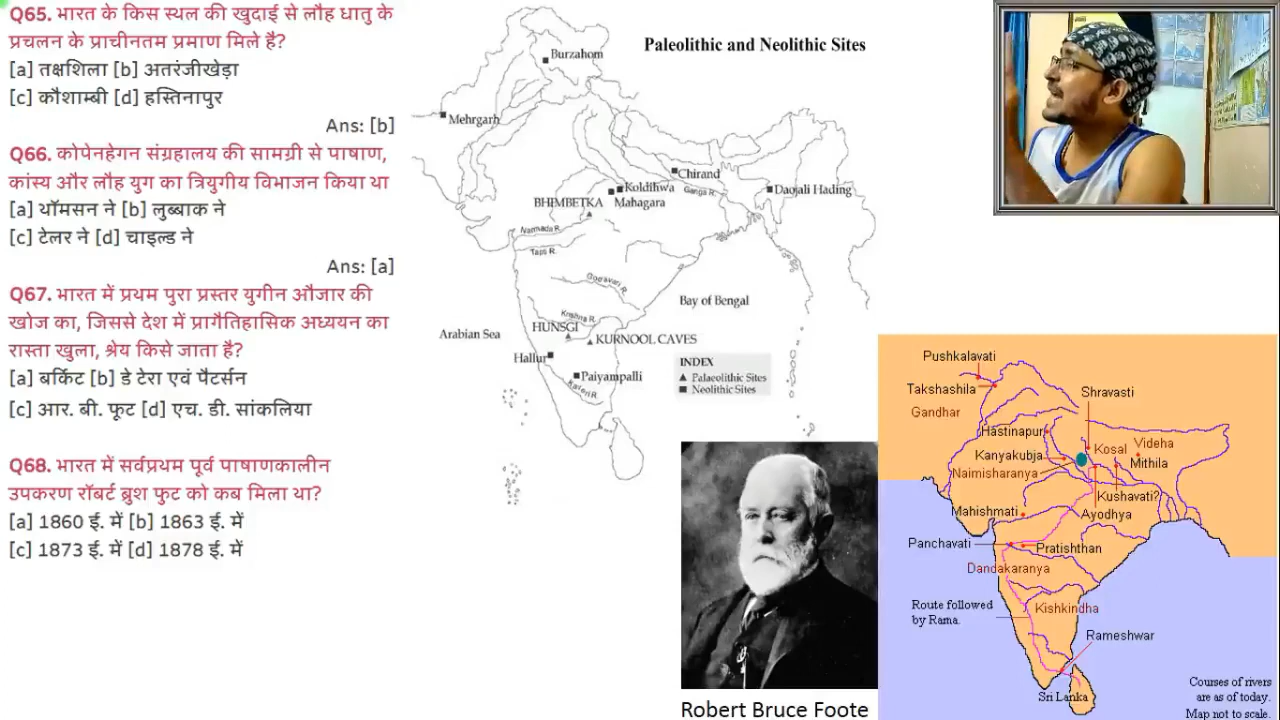 Q65. भारत के किस स्थल की खुदाई से लौह धातु के
प्रचलन के प्राचीनतम प्रमाण मिले है?
[a] तक्षशिला [b] अतरंजीखेड़ा
[c] कौशाम्बी [d] हस्तिनापुर
Ans: [b]
Q66. कोपेनहेगन संग्रहालय की सामग्री से पाषाण,
कांस्य और लौह युग का त्रियुगीय विभाजन किया था
[a] थॉमसन ने [b] लुब्बाक ने
[c] टेलर ने [d] चाइल्ड ने
Ans: [a]
Q67. भारत में प्रथम पुरा प्रस्तर युगीन औजार की
खोज का, जिससे देश में प्रागैतिहासिक अध्ययन का
रास्ता खुला, श्रेय किसे जाता है?
[a] बर्किट [b] डे टेरा एवं पैटर्सन
[c] आर. बी. फूट [d] एच. डी. सांकलिया
Q68. भारत में सर्वप्रथम पूर्व पाषाणकालीन
उपकरण रॉबर्ट ब्रुश फुट को कब मिला था?
[a] 1860 ई. में [b] 1863 ई. में
[c] 1873 ई. में [d] 1878 ई. में
Paleolithic and Neolithic Sites
Burzahom
Mehrgarh
Chirand
Koldihwa
Ganga R.
Daojali Hading
BHIMBETKA
Mahagara
Narmada R.
Tapi R.
Godavari R.
Bay of Bengal
Krishna R.
Arabian Sea
HUNSGI
KURNOOL CAVES
Hallur
INDEX
Palaeolithic Sites
Neolithic Sites
Paiyampalli
Kaveri R.
Robert Bruce Foote
Pushkalavati
Takshashila
Shravasti
Gandhar
Hastinapur
Kosal
Videha
Kanyakubja
Mithila
Naimisharanya
Kushavati?
Mahishmati
Ayodhya
Panchavati
Pratishthan
Dandakaranya
Route followed
by Rama.
Kishkindha
Rameshwar
Sri Lanka
Courses of rivers
are as of today.
Map not to scale.